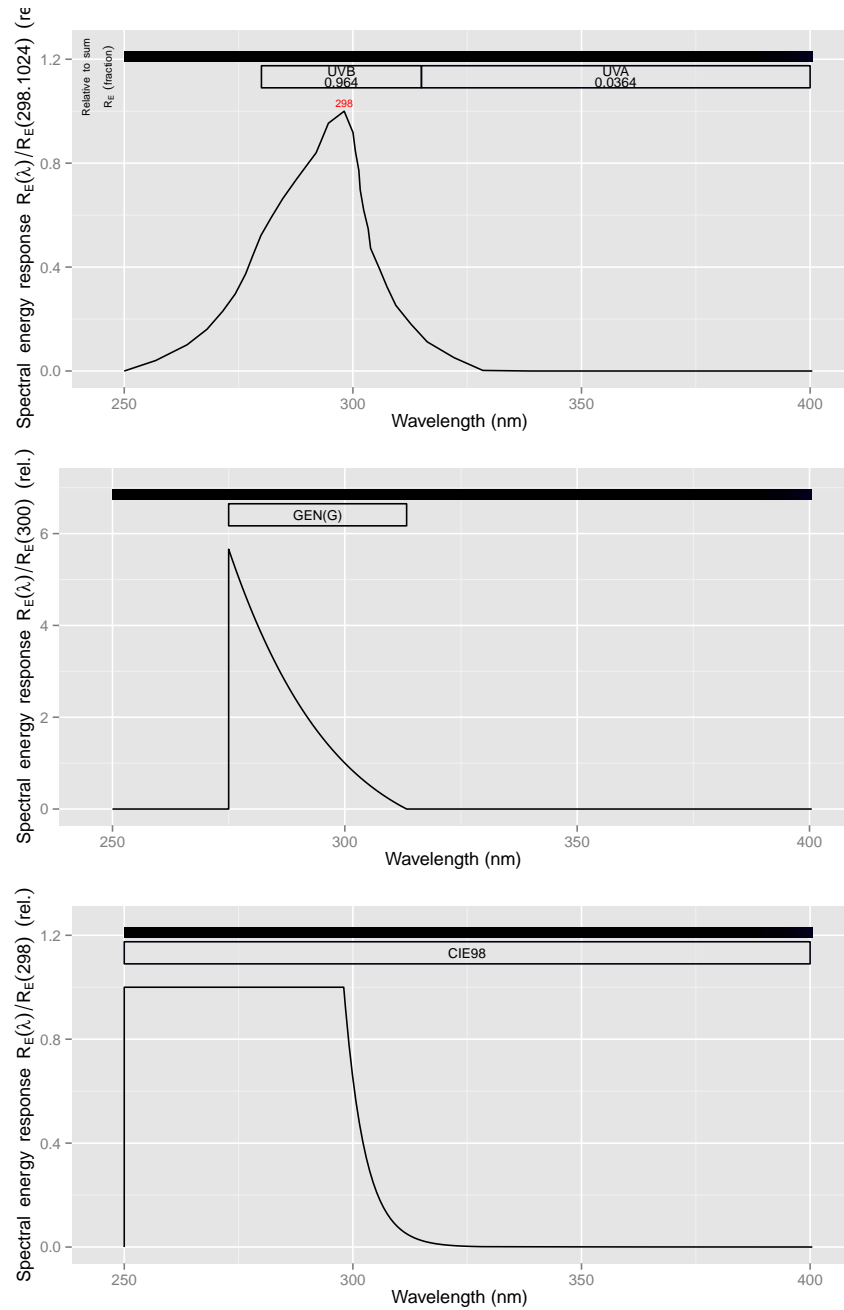 Spectral energy response R_E(λ)/R_E(298.1024) (re
Relative to sum
R_E (fraction)
UVB
0.964
UVA
0.0364
298
1.2
0.8
0.4
0.0
250
300
350
400
Wavelength (nm)
Spectral energy response R_E(λ)/R_E(300) (rel.)
GEN(G)
6
4
2
0
250
300
350
400
Wavelength (nm)
Spectral energy response R_E(λ)/R_E(298) (rel.)
CIE98
1.2
0.8
0.4
0.0
250
300
350
400
Wavelength (nm)